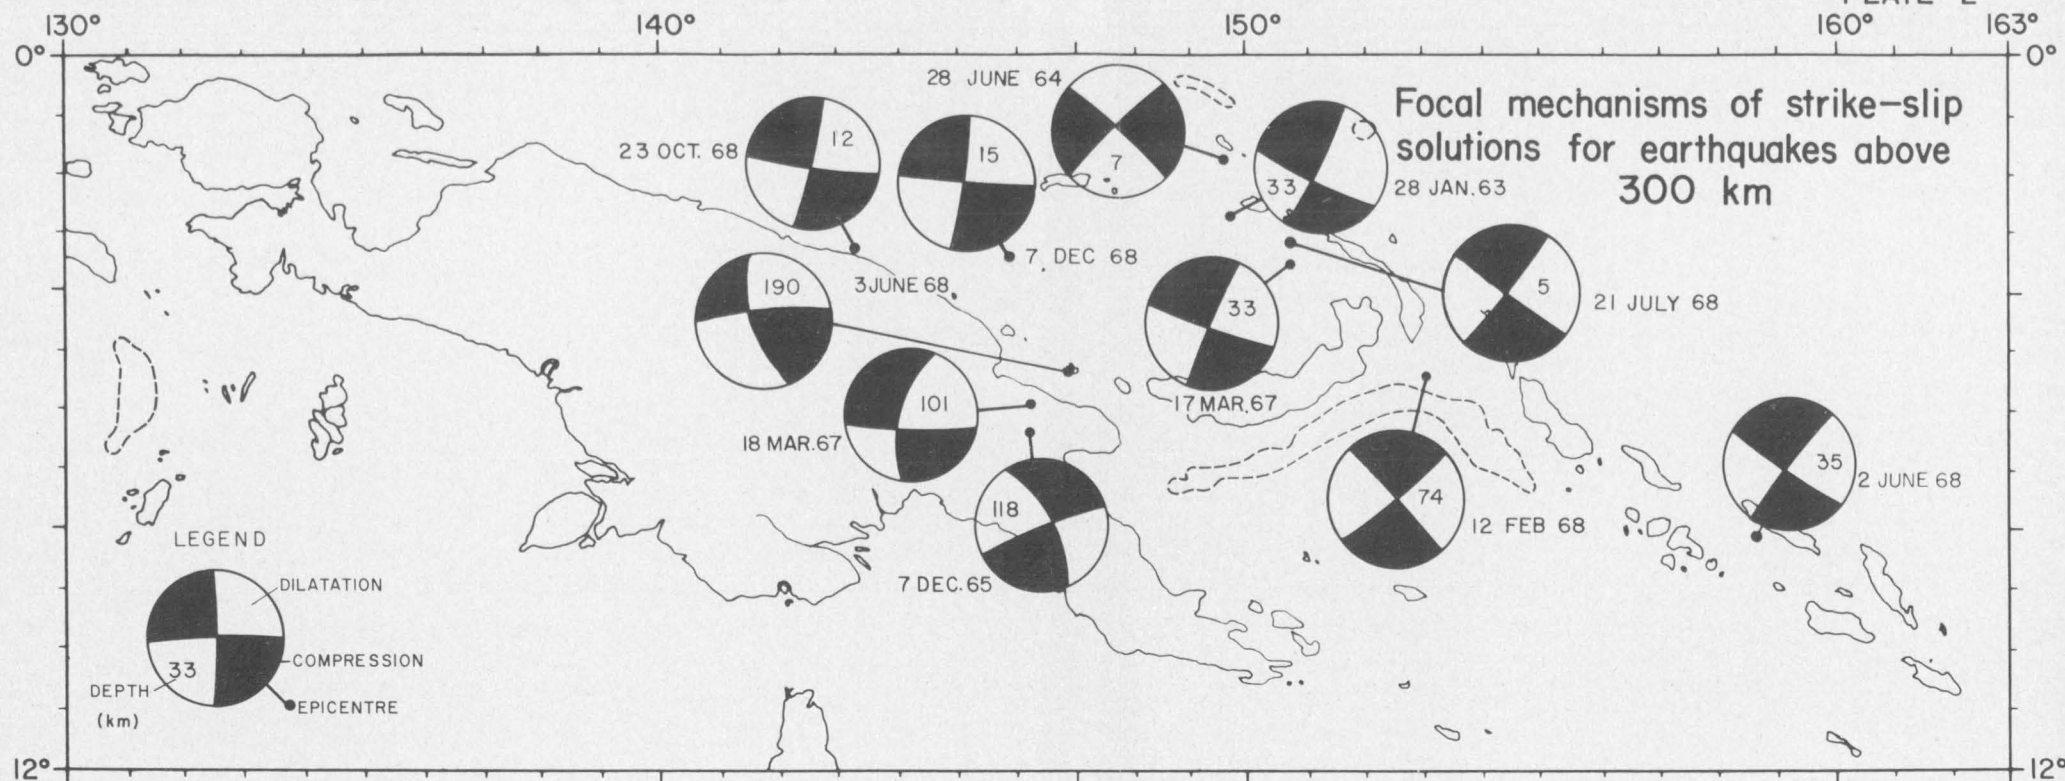 PLATE 2
130°
140°
150°
160°
163°
0°
0°
28 JUNE 64
7
Focal mechanisms of strike-slip
solutions for earthquakes above
300 km
23 OCT. 68
12
15
7 DEC 68
33
28 JAN.63
190
3 JUNE 68
33
17 MAR.67
5
21 JULY 68
101
18 MAR.67
118
7 DEC.65
74
12 FEB 68
35
2 JUNE 68
LEGEND
DILATATION
COMPRESSION
33
DEPTH
(km)
EPICENTRE
12°
12°